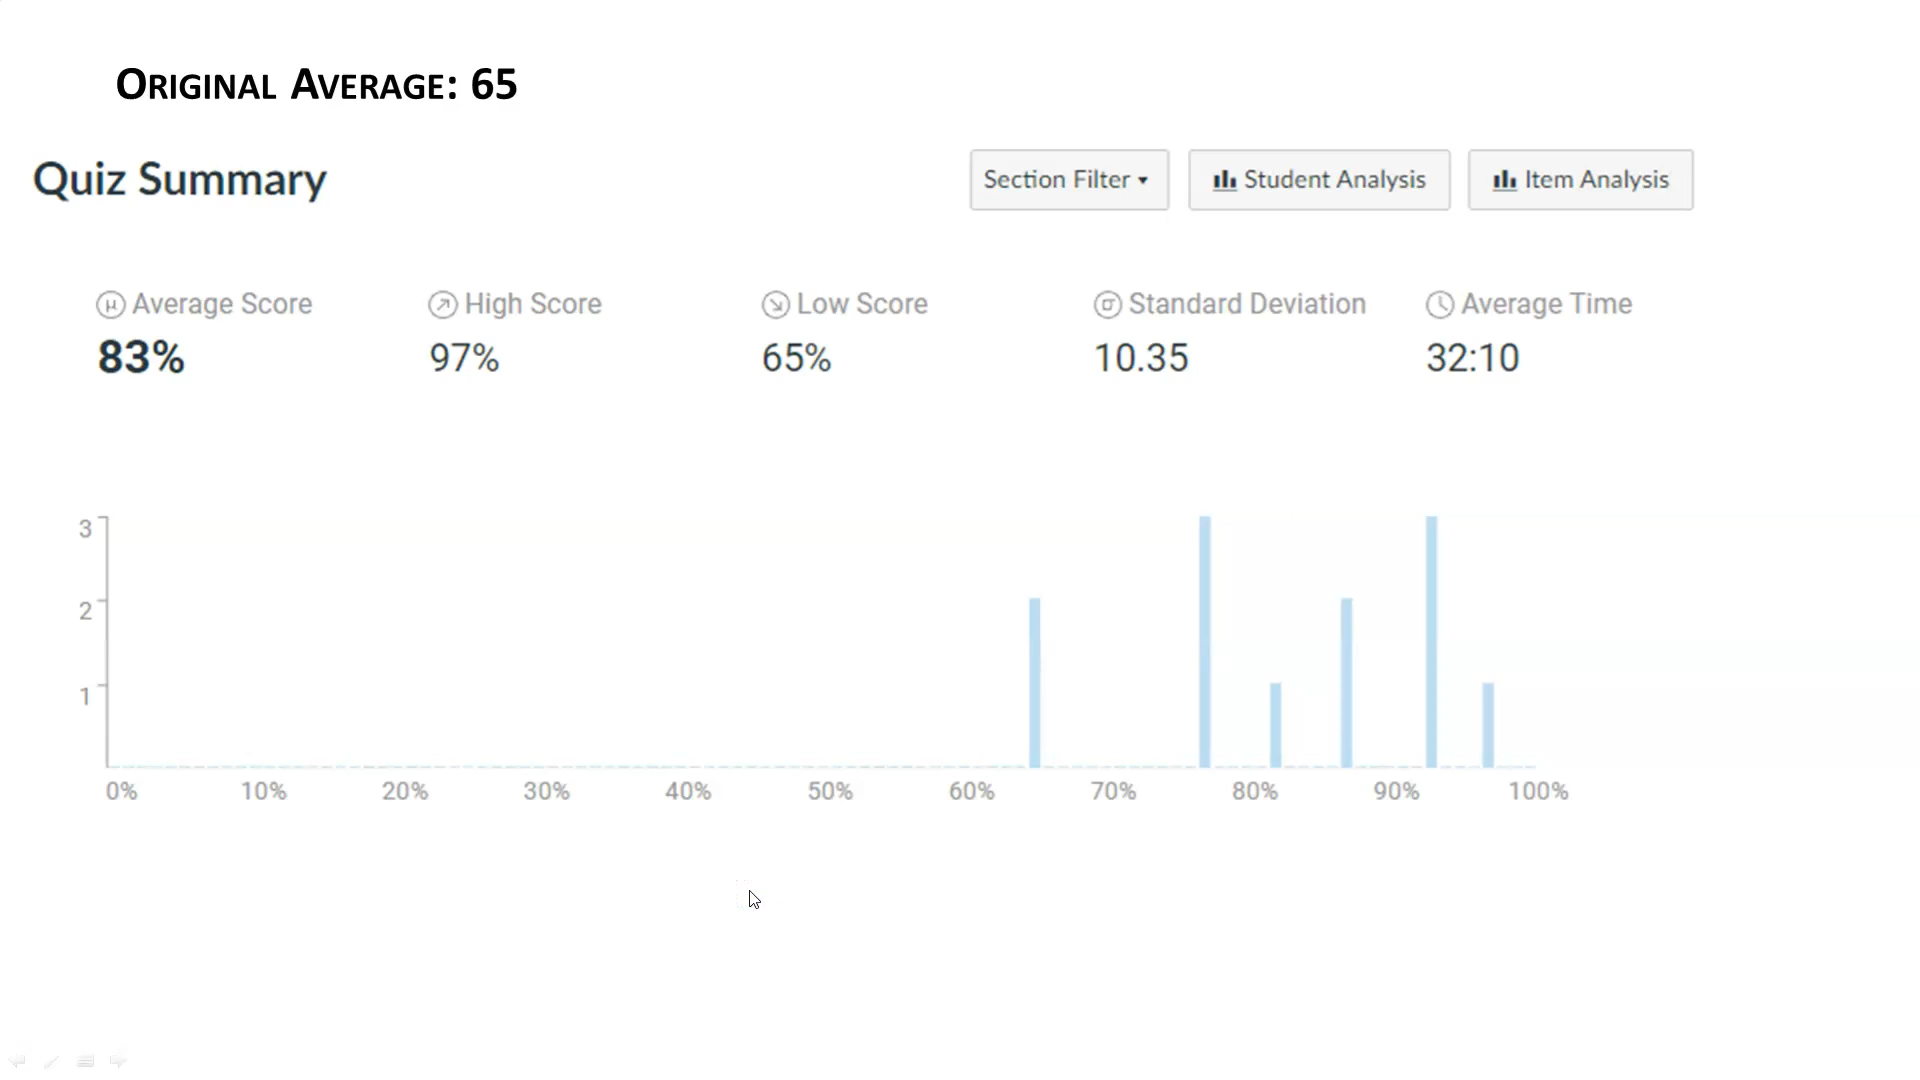 ORIGINAL AVERAGE: 65
Quiz Summary
Section Filter ▾
Student Analysis
Item Analysis
μ Average Score
High Score
Low Score
σ Standard Deviation
Average Time
83%
97%
65%
10.35
32:10
3
2
1
0% 10% 20% 30% 40% 50% 60% 70% 80% 90% 100%